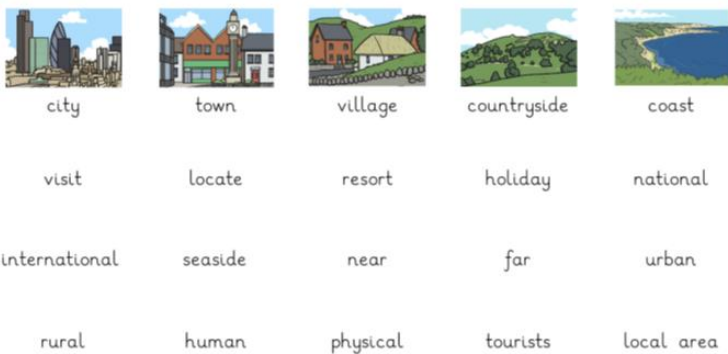 city town village countryside coast
visit locate resort holiday national
international seaside near far urban
rural human physical tourists local area